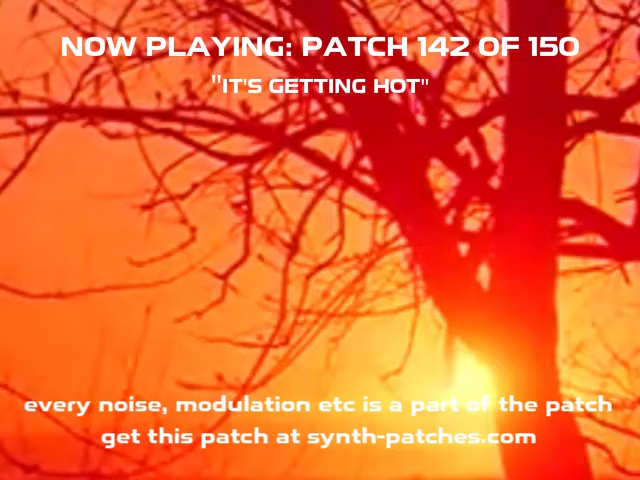 NOW PLAYING: PATCH 142 OF 150
"IT'S GETTING HOT"
every noise, modulation etc is a part of the patch
get this patch at synth-patches.com